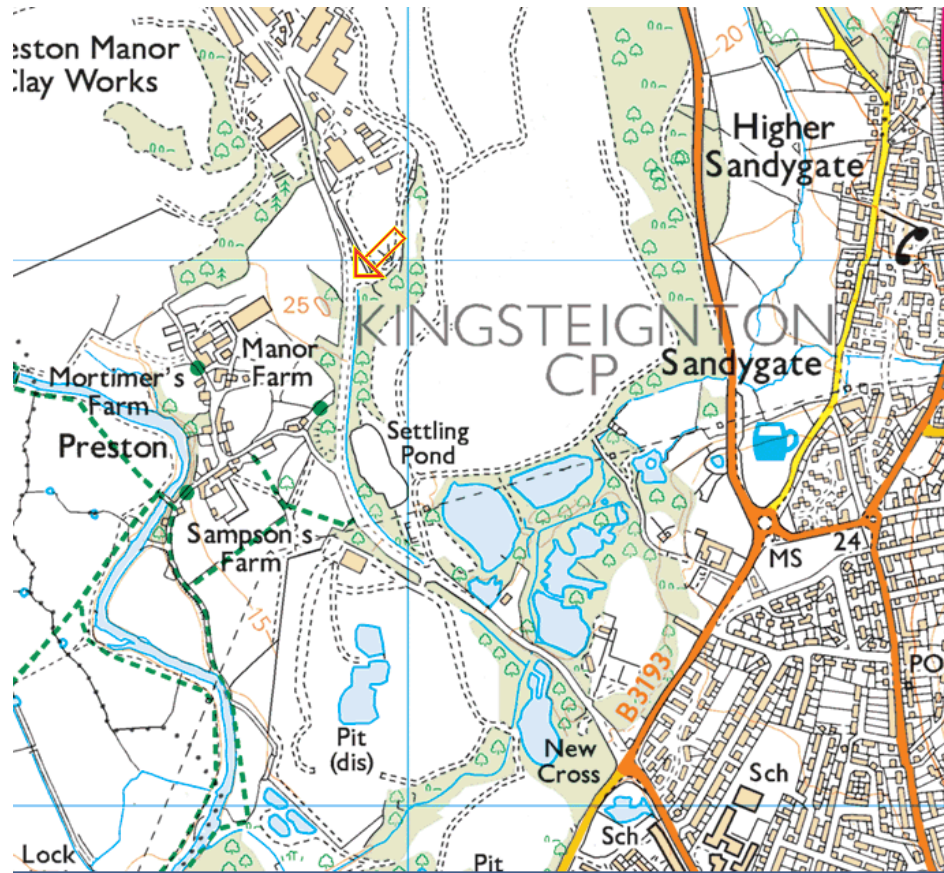 eston Manor
Clay Works
20
Higher
Sandygate
25
KINGSTEIGNTON
CP
Manor
Farm
Sandygate
Mortimer's
Farm
Preston
Settling
Pond
Sampson's
Farm
MS
24
15
PO
B 3193
Pit
(dis)
New
Cross
Sch
Sch
Lock
Pit